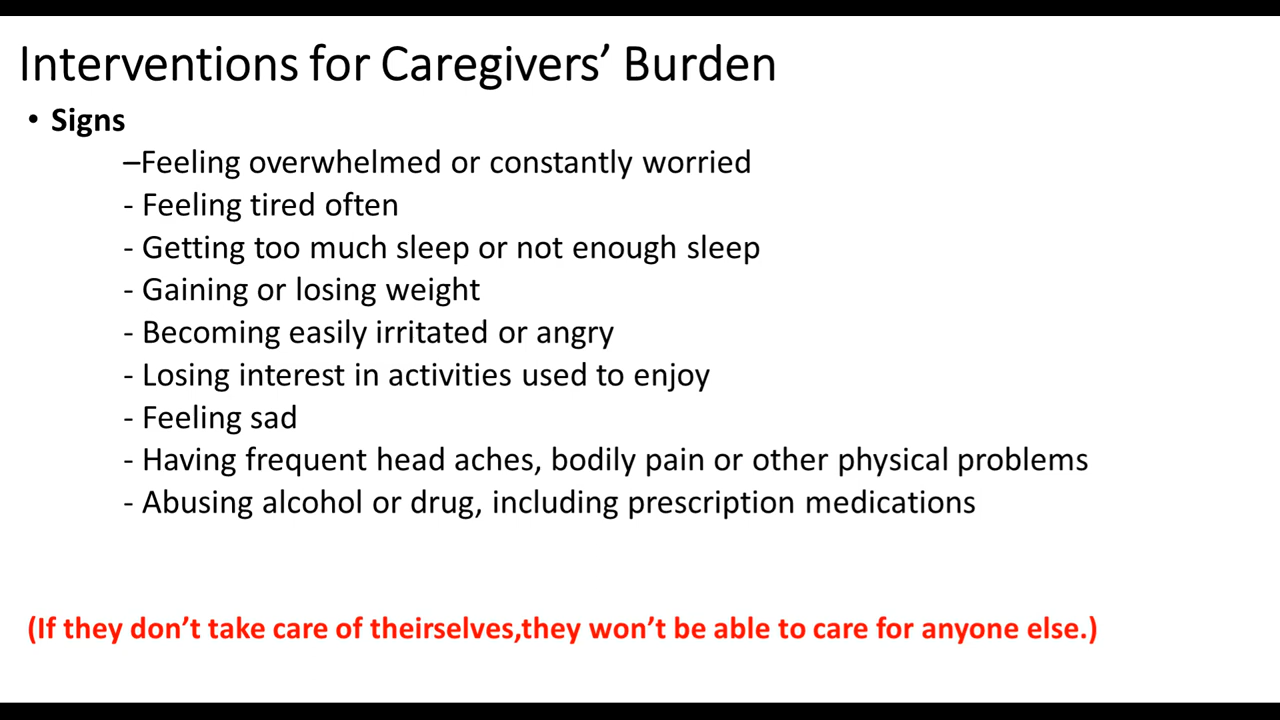 Interventions for Caregivers’ Burden
• Signs
–Feeling overwhelmed or constantly worried
- Feeling tired often
- Getting too much sleep or not enough sleep
- Gaining or losing weight
- Becoming easily irritated or angry
- Losing interest in activities used to enjoy
- Feeling sad
- Having frequent head aches, bodily pain or other physical problems
- Abusing alcohol or drug, including prescription medications
(If they don’t take care of theirselves,they won’t be able to care for anyone else.)